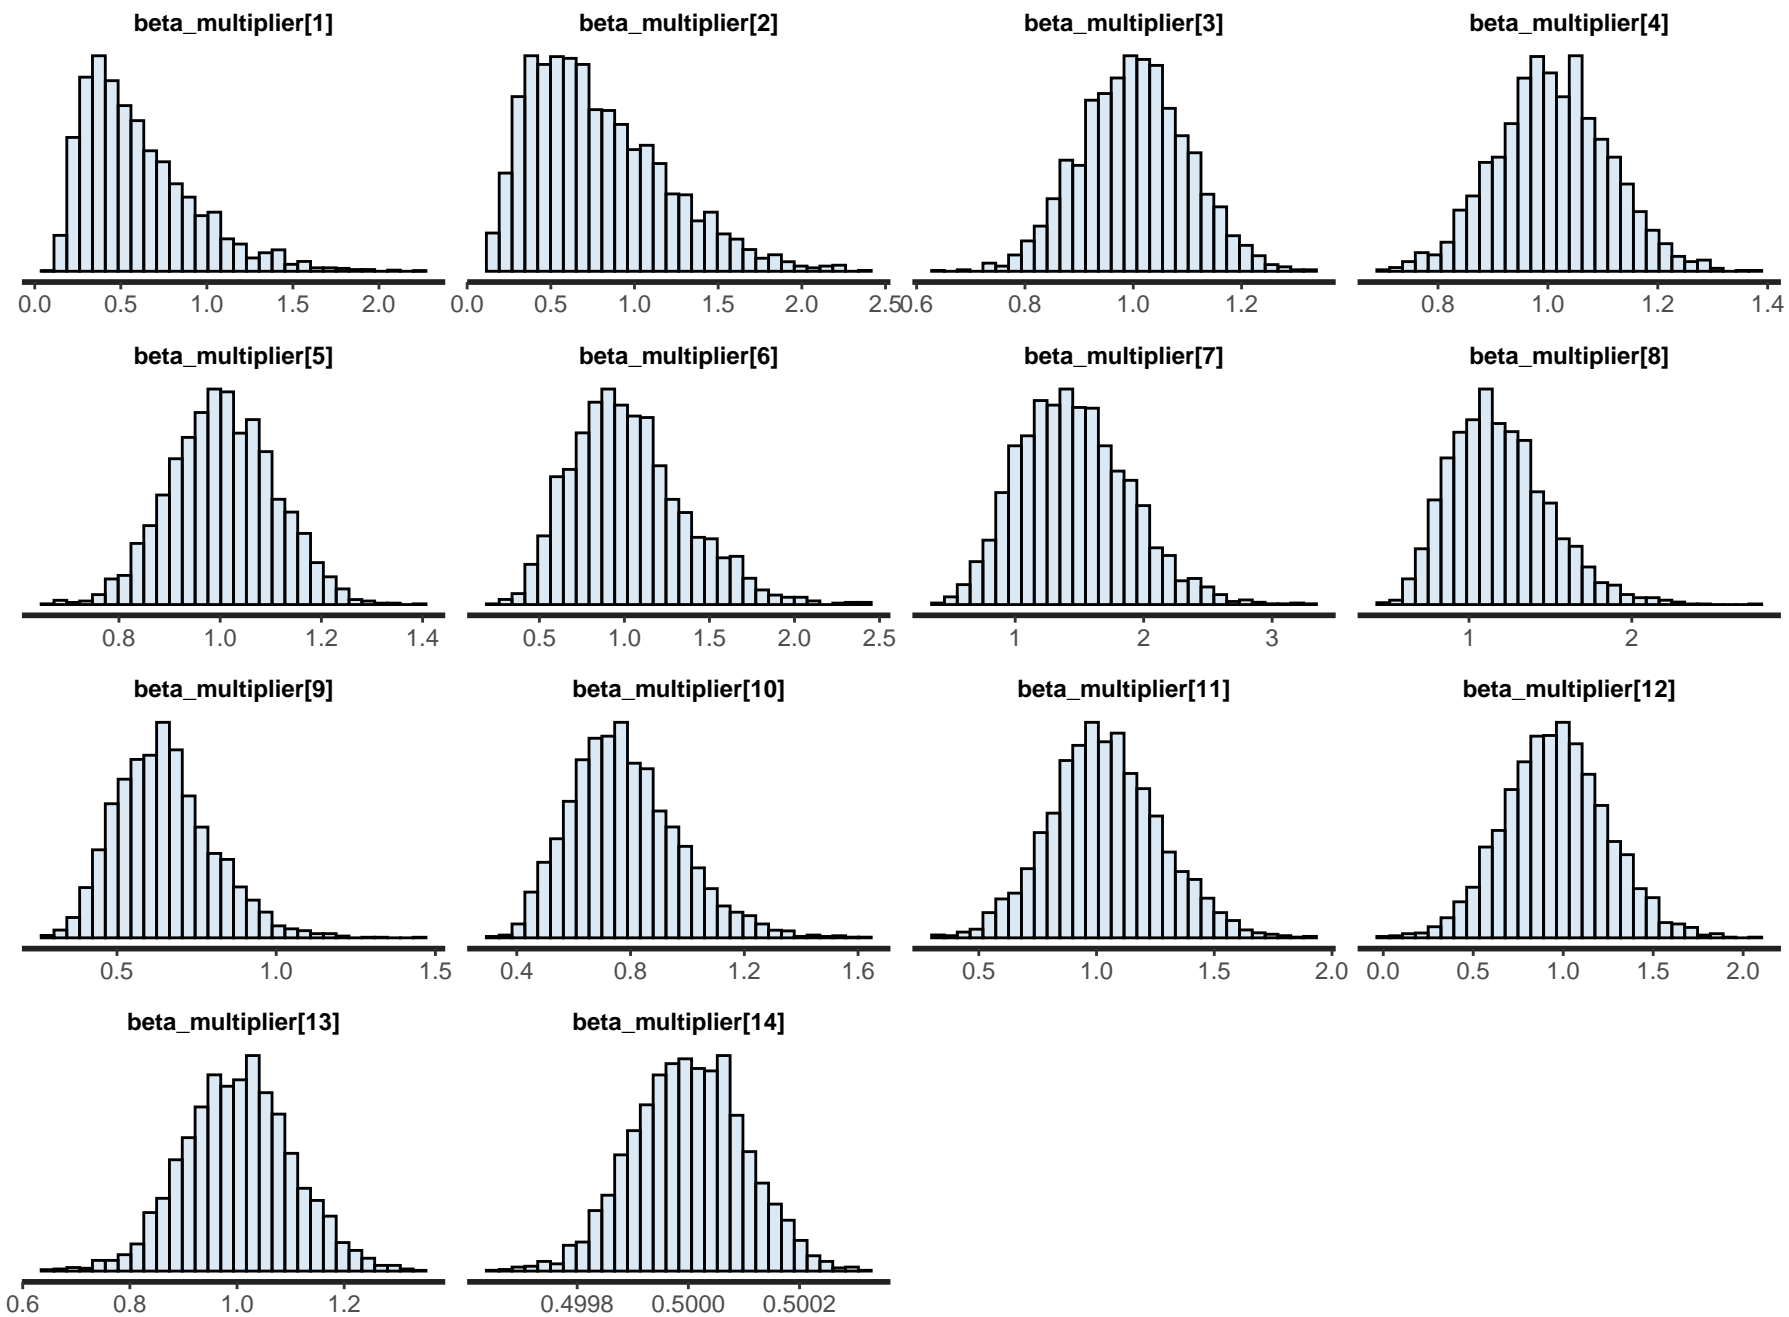 beta_multiplier[1] beta_multiplier[2] beta_multiplier[3] beta_multiplier[4]
0.0 0.5 1.0 1.5 2.0 0.0 0.5 1.0 1.5 2.0 2.5 0.6 0.8 1.0 1.2 0.8 1.0 1.2 1.4
beta_multiplier[5] beta_multiplier[6] beta_multiplier[7] beta_multiplier[8]
0.8 1.0 1.2 1.4 0.5 1.0 1.5 2.0 2.5 1 2 3 1 2
beta_multiplier[9] beta_multiplier[10] beta_multiplier[11] beta_multiplier[12]
0.5 1.0 1.5 0.4 0.8 1.2 1.6 0.5 1.0 1.5 2.0 0.0 0.5 1.0 1.5 2.0
beta_multiplier[13] beta_multiplier[14]
0.6 0.8 1.0 1.2 0.4998 0.5000 0.5002